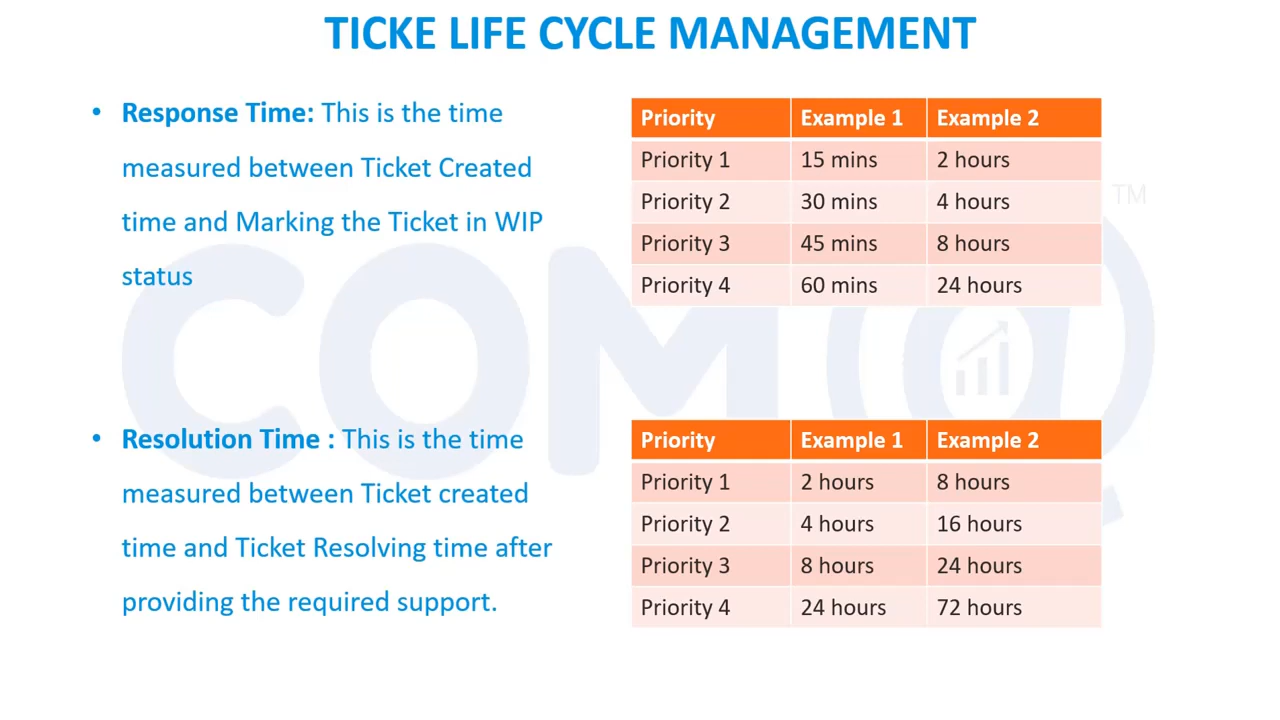 TICKE LIFE CYCLE MANAGEMENT
• Response Time: This is the time
measured between Ticket Created
time and Marking the Ticket in WIP
status
Priority Example 1 Example 2
Priority 1 15 mins 2 hours
Priority 2 30 mins 4 hours
Priority 3 45 mins 8 hours
Priority 4 60 mins 24 hours
COM@ TM
• Resolution Time : This is the time
measured between Ticket created
time and Ticket Resolving time after
providing the required support.
Priority Example 1 Example 2
Priority 1 2 hours 8 hours
Priority 2 4 hours 16 hours
Priority 3 8 hours 24 hours
Priority 4 24 hours 72 hours